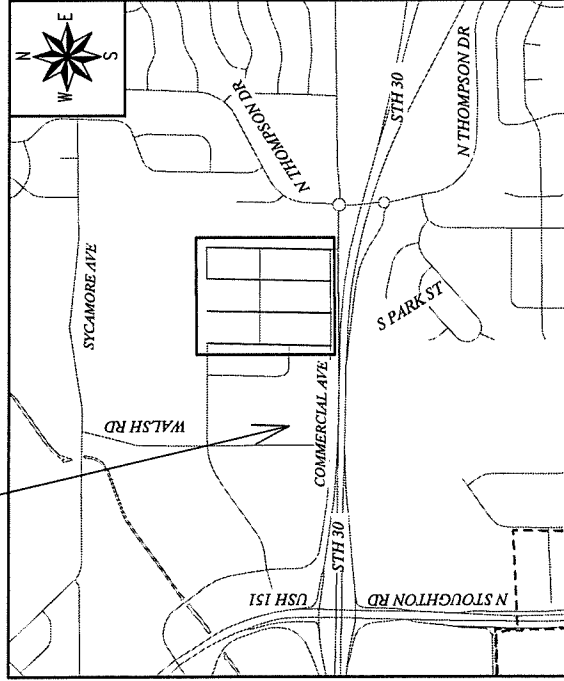 N
E
W
S
SYCAMORE AVE
N THOMPSON DR
STH 30
N THOMPSON DR
S PARK ST
WALSH RD
COMMERCIAL AVE
STH 30
USH 151
N STOUGHTON RD